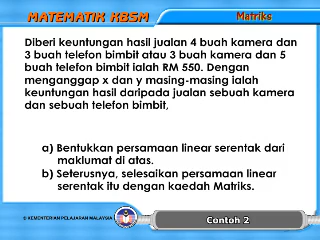 MATEMATIK KBSM
Matriks
Diberi keuntungan hasil jualan 4 buah kamera dan
3 buah telefon bimbit atau 3 buah kamera dan 5
buah telefon bimbit ialah RM 550. Dengan
menganggap x dan y masing-masing ialah
keuntungan hasil daripada jualan sebuah kamera
dan sebuah telefon bimbit,
a) Bentukkan persamaan linear serentak dari
maklumat di atas.
b) Seterusnya, selesaikan persamaan linear
serentak itu dengan kaedah Matriks.
© KEMENTERIAN PELAJARAN MALAYSIA
Contoh 2